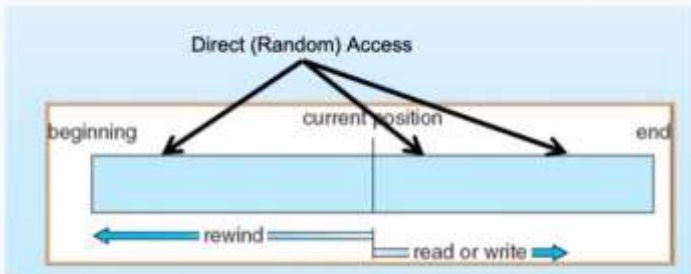 Direct (Random) Access
current position
beginning
end
rewind
read or write